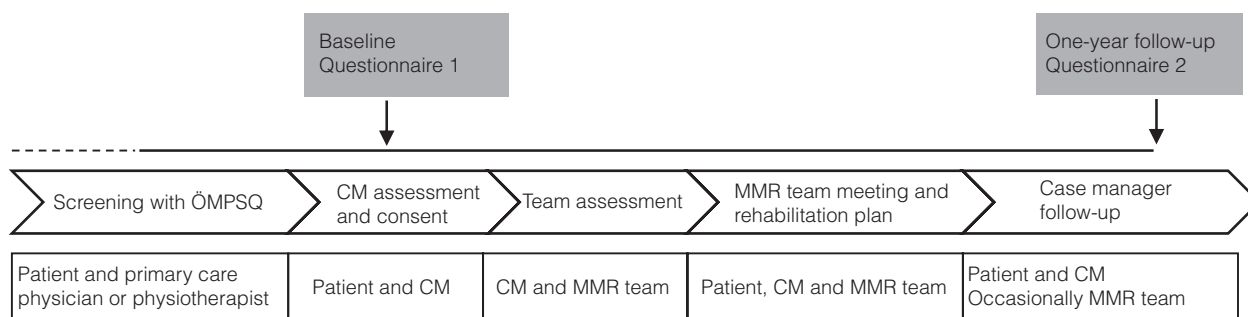 Baseline
Questionnaire 1
One-year follow-up
Questionnaire 2
Screening with ÖMPSQ
CM assessment
and consent
Team assessment
MMR team meeting and
rehabilitation plan
Case manager
follow-up
Patient and primary care
physician or physiotherapist
Patient and CM
CM and MMR team
Patient, CM and MMR team
Patient and CM
Occasionally MMR team